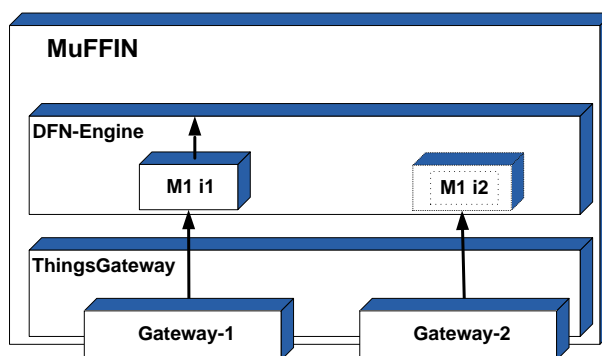 MuFFIN
DFN-Engine
M1 i1
M1 i2
ThingsGateway
Gateway-1
Gateway-2